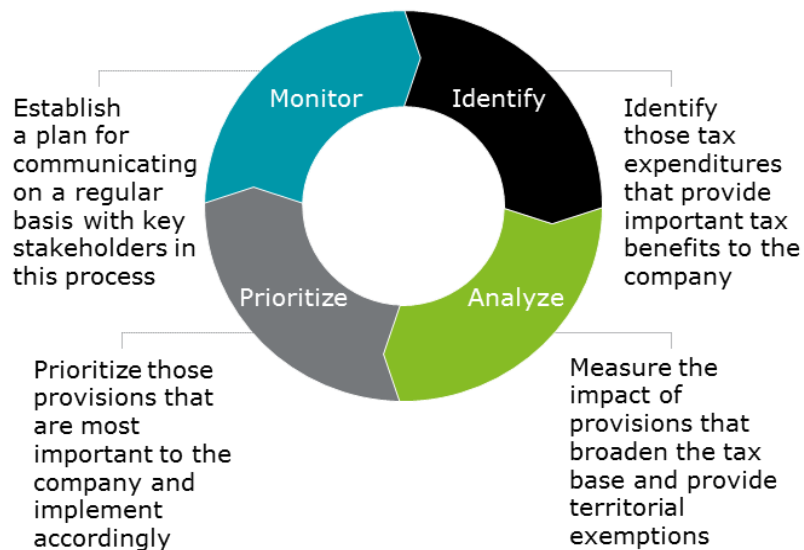 Monitor
Identify
Analyze
Prioritize
Establish
a plan for
communicating
on a regular
basis with key
stakeholders in
this process
Identify
those tax
expenditures
that provide
important tax
benefits to the
company
Prioritize those
provisions that
are most
important to the
company and
implement
accordingly
Measure the
impact of
provisions that
broaden the tax
base and provide
territorial
exemptions